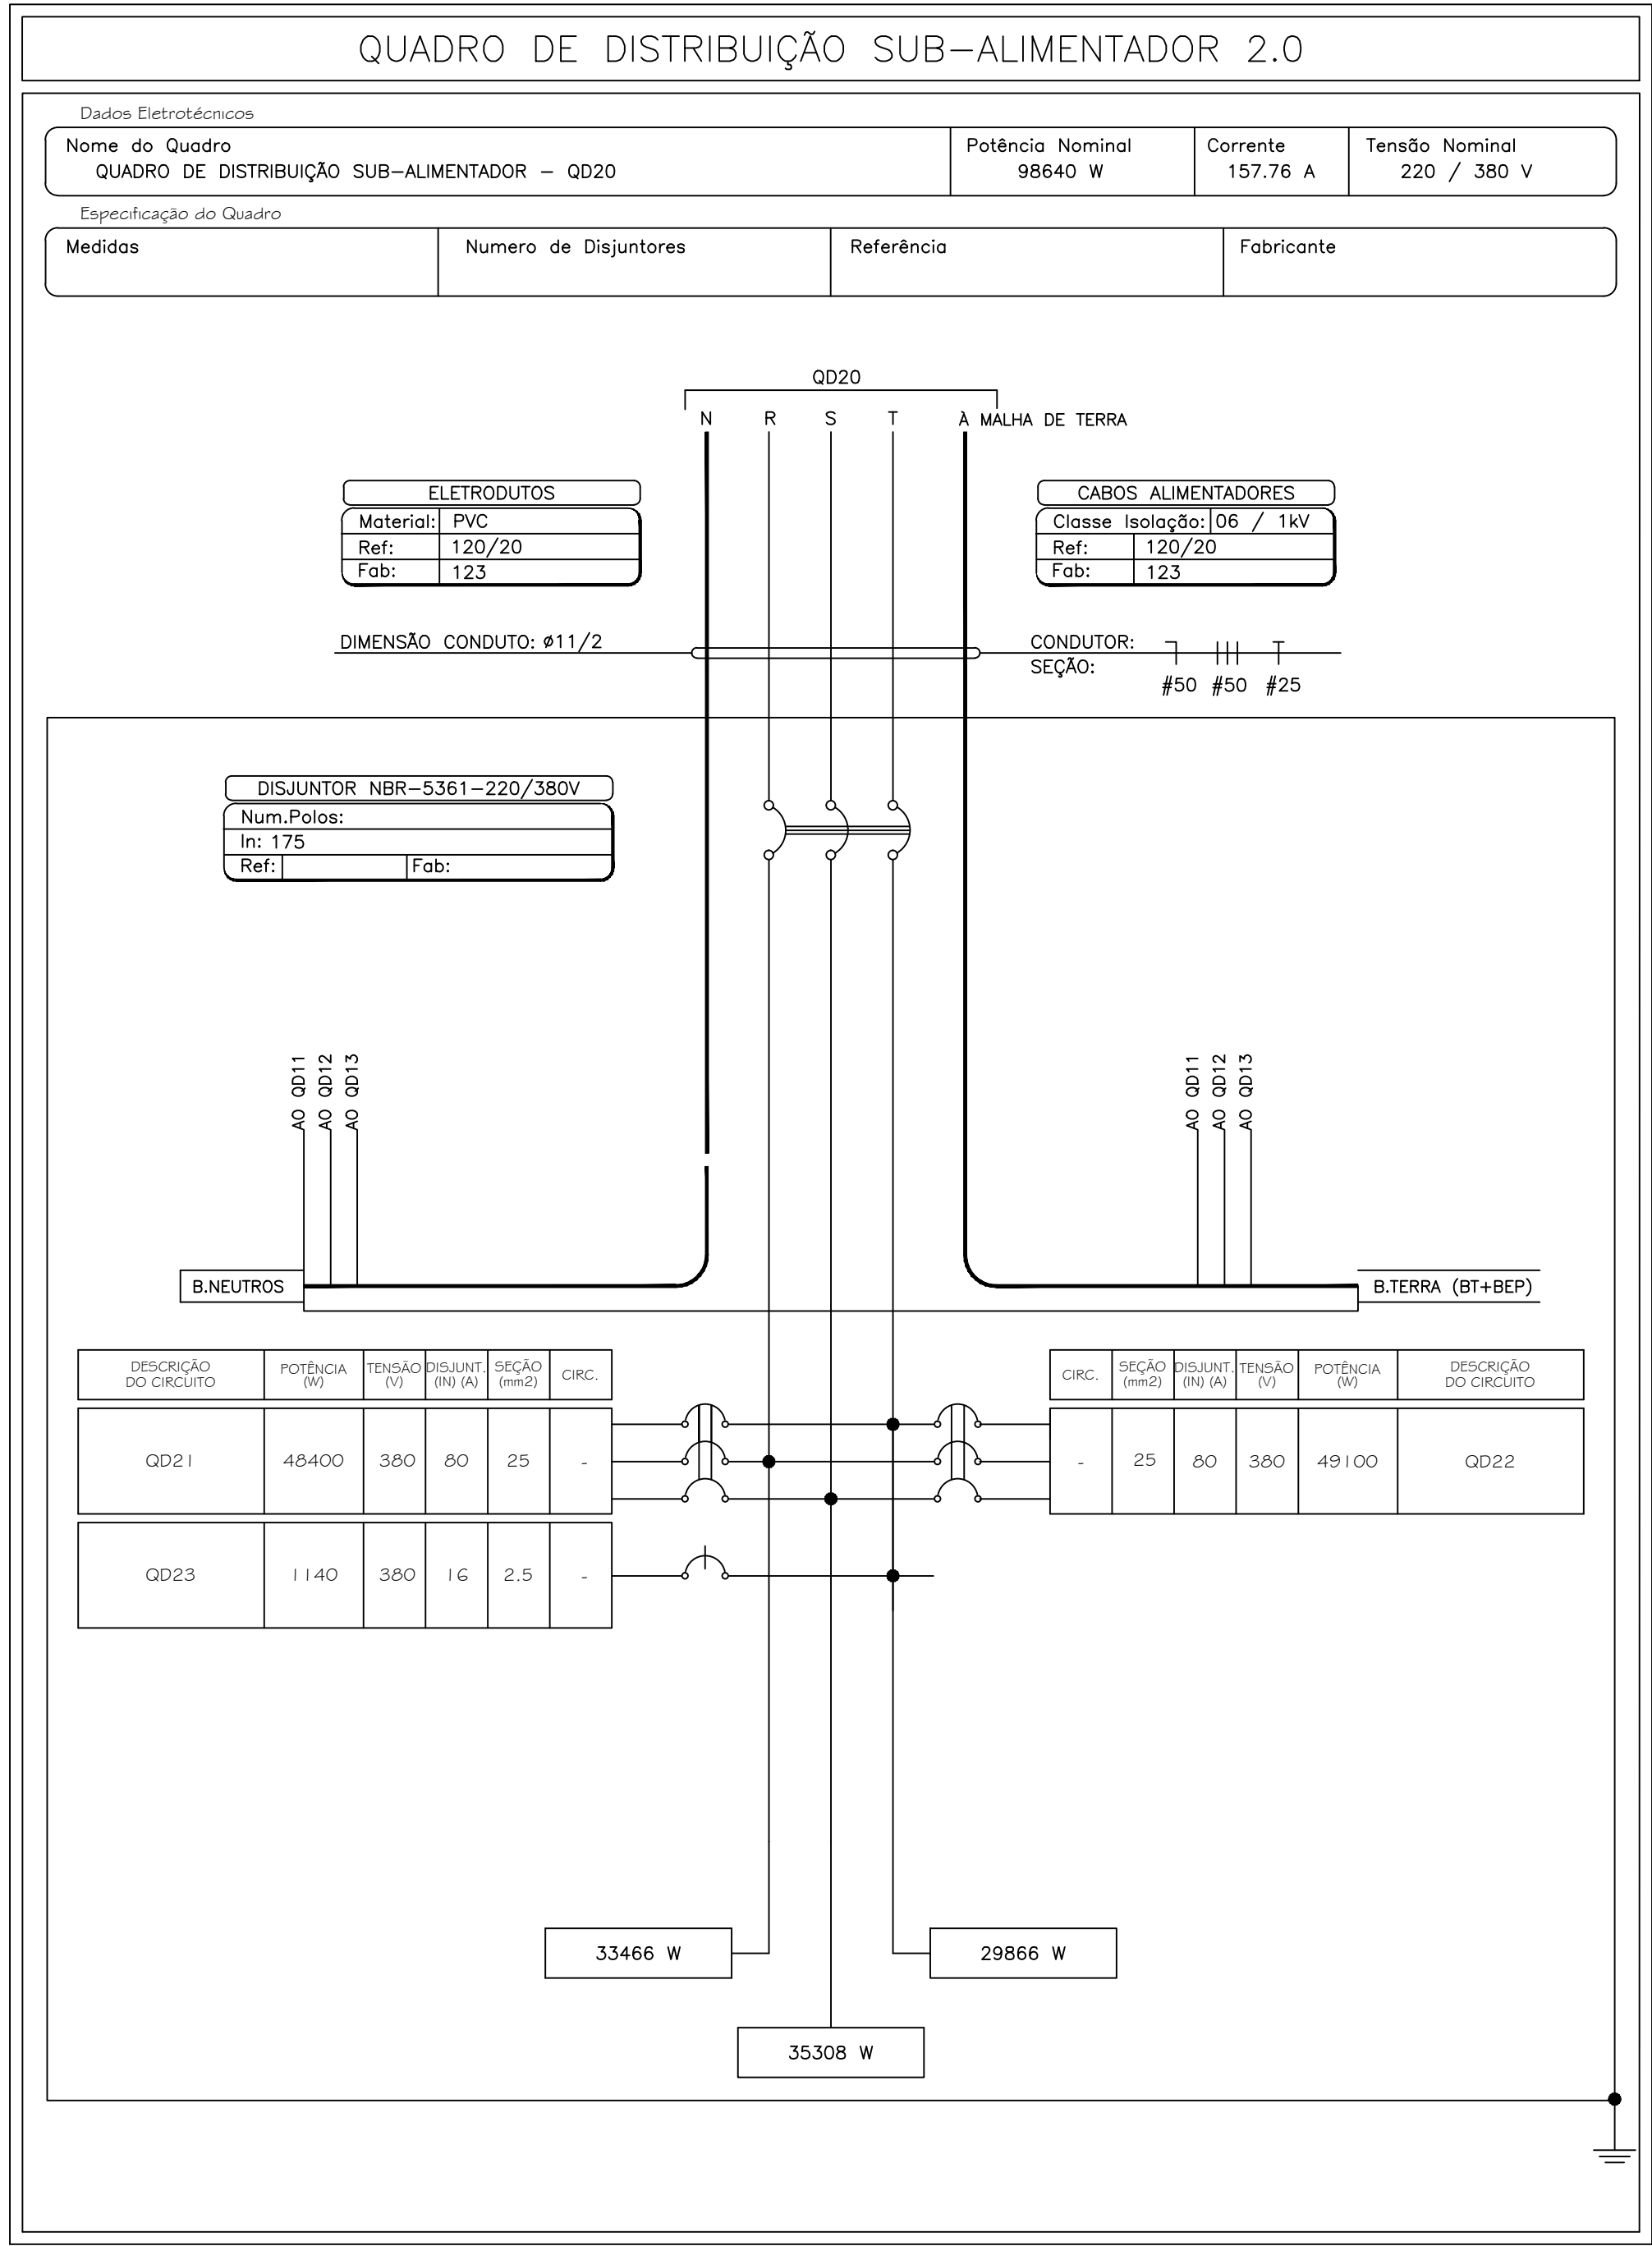 QUADRO DE DISTRIBUIÇÃO SUB-ALIMENTADOR 2.0
Dados Eletrotécnicos
Nome do Quadro
QUADRO DE DISTRIBUIÇÃO SUB-ALIMENTADOR - QD20
Potência Nominal
98640 W
Corrente
157.76 A
Tensão Nominal
220 / 380 V
Especificação do Quadro
Medidas
Numero de Disjuntores
Referência
Fabricante
QD20
N R S T À MALHA DE TERRA
ELETRODUTOS
Material: PVC
Ref: 120/20
Fab: 123
CABOS ALIMENTADORES
Classe Isolação: 06 / 1kV
Ref: 120/20
Fab: 123
DIMENSÃO CONDUTO: ø11/2
CONDUTOR:
SEÇÃO:
#50 #50 #25
DISJUNTOR NBR-5361-220/380V
Num.Polos:
In: 175
Ref: Fab:
AO QD11
AO QD12
AO QD13
AO QD11
AO QD12
AO QD13
B.NEUTROS
B.TERRA (BT+BEP)
DESCRIÇÃO DO CIRCUITO POTÊNCIA (W) TENSÃO (V) DISJUNT. (IN) (A) SEÇÃO (mm2) CIRC.
QD21 48400 380 80 25 -
QD23 1140 380 16 2.5 -
CIRC. SEÇÃO (mm2) DISJUNT. (IN) (A) TENSÃO (V) POTÊNCIA (W) DESCRIÇÃO DO CIRCUITO
- 25 80 380 49100 QD22
33466 W
29866 W
35308 W